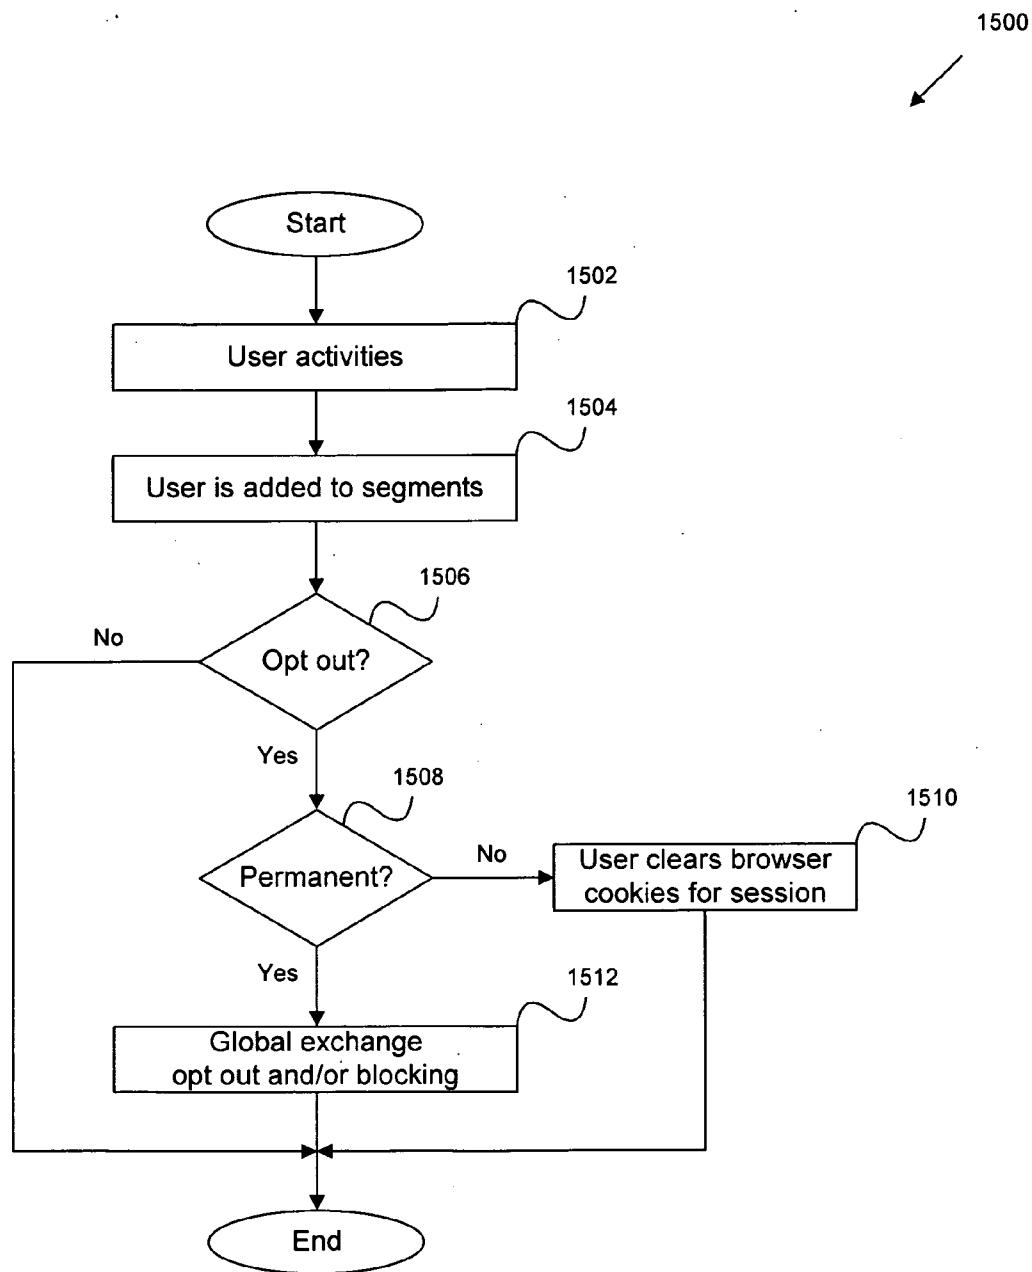 1500
Start
1502
User activities
1504
User is added to segments
1506
No
Opt out?
Yes
1508
1510
Permanent?
No
User clears browser
cookies for session
Yes
1512
Global exchange
opt out and/or blocking
End